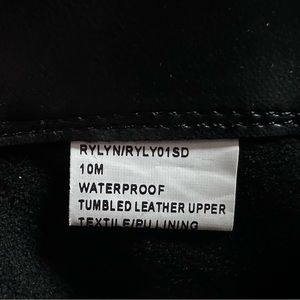 RYLYN/RYLY01SD
10M
WATERPROOF
TUMBLED LEATHER UPPER
TEXTILE/PU LINING